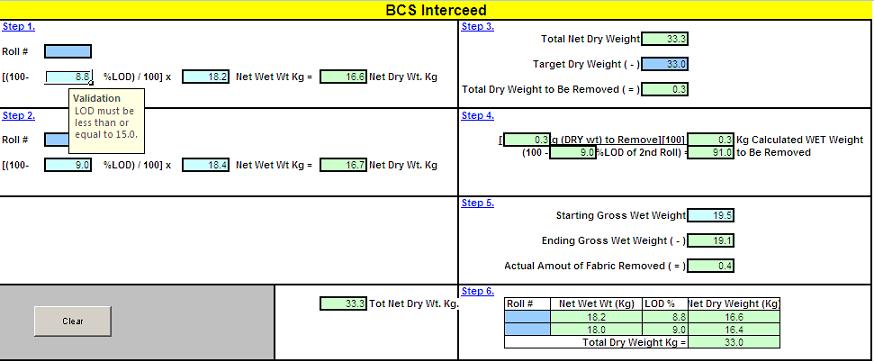 BCS Interceed
Step 1.
Roll #
[(100- 8.8 %LOD) / 100] x 18.2 Net Wet Wt Kg = 16.6 Net Dry Wt. Kg
Validation
LOD must be
less than or
equal to 15.0.
Step 2.
Roll #
[(100- 9.0 %LOD) / 100] x 18.4 Net Wet Wt Kg = 16.7 Net Dry Wt. Kg
33.3 Tot Net Dry Wt. Kg.
Clear
Step 3.
Total Net Dry Weight 33.3
Target Dry Weight ( - ) 33.0
Total Dry Weight to Be Removed ( = ) 0.3
Step 4.
[ 0.3 g (DRY wt) to Remove][100] 0.3 Kg Calculated WET Weight
(100 - 9.0 %LOD of 2nd Roll) = 91.0 to Be Removed
Step 5.
Starting Gross Wet Weight 19.5
Ending Gross Wet Weight ( - ) 19.1
Actual Amout of Fabric Removed ( = ) 0.4
Step 6.
Roll # Net Wet Wt (Kg) LOD % Net Dry Weight (Kg)
18.2 8.8 16.6
18.0 9.0 16.4
Total Dry Weight Kg = 33.0